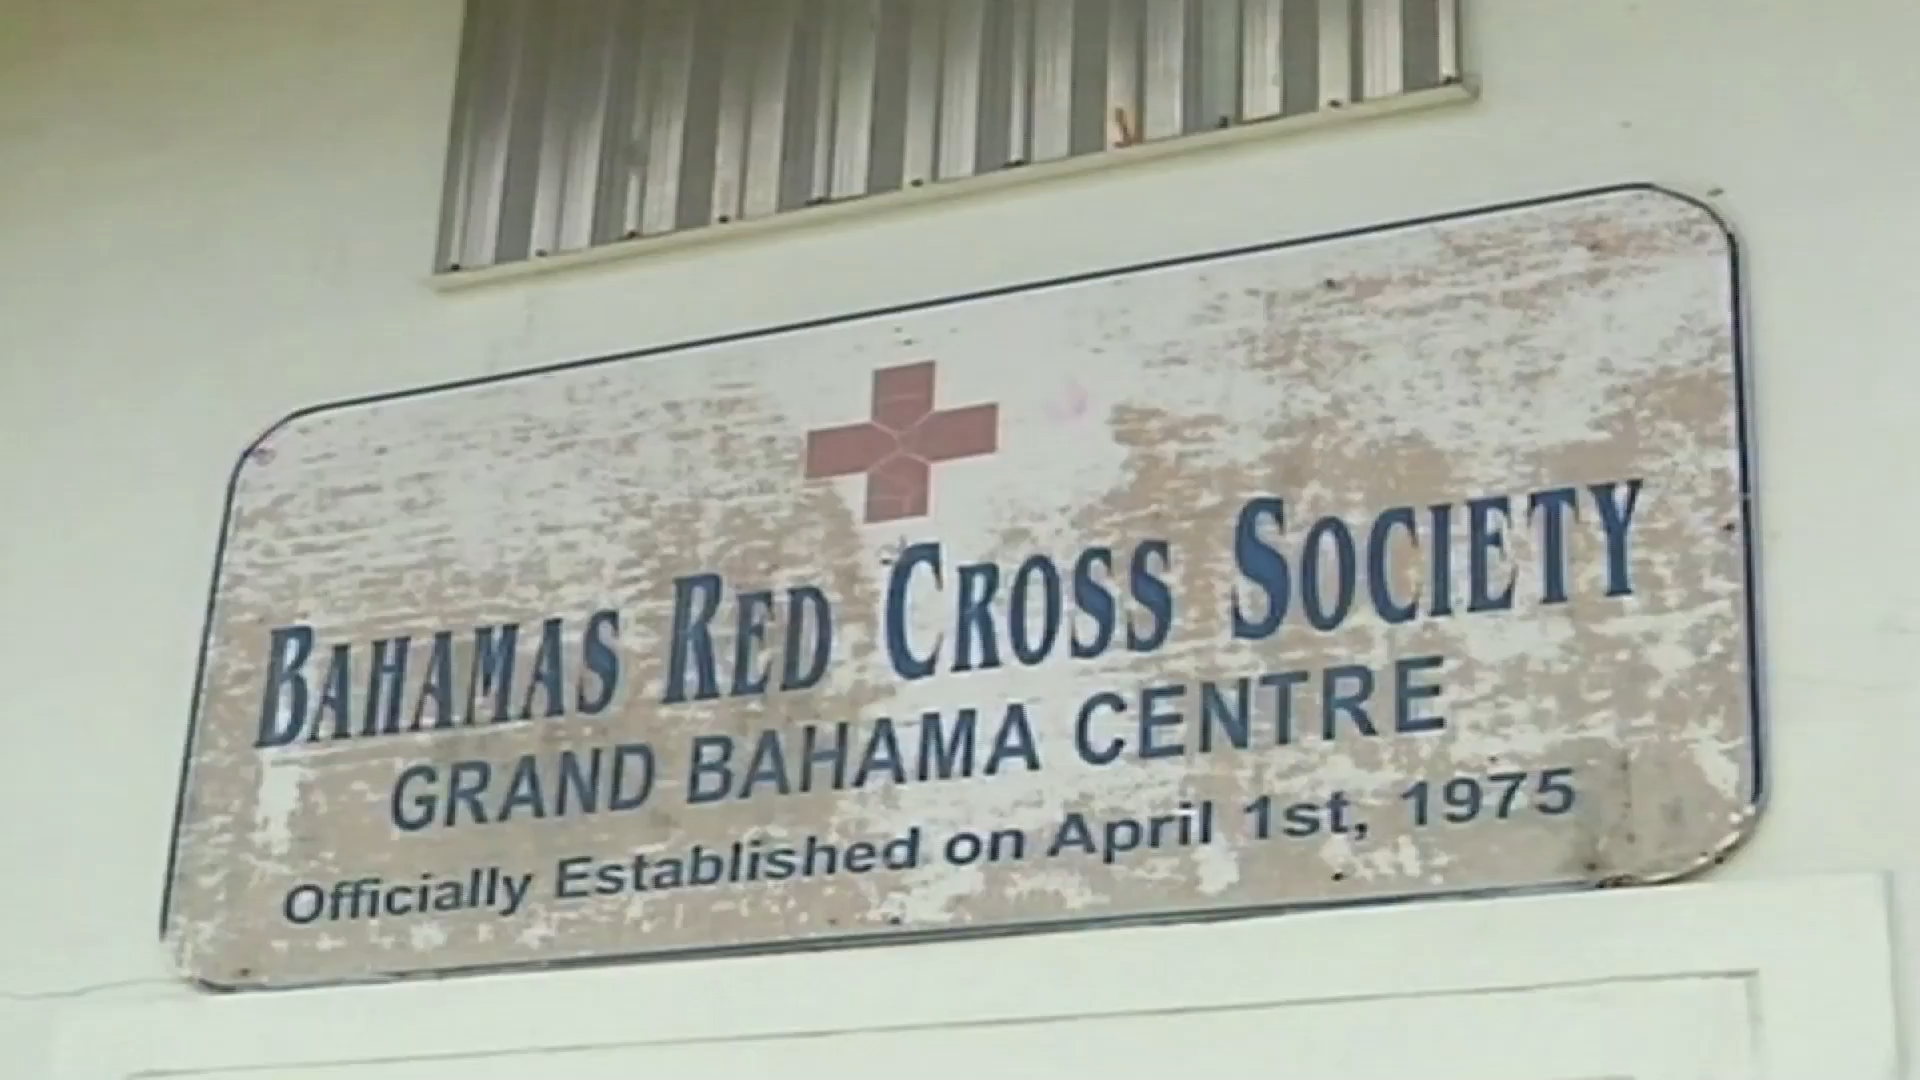 BAHAMAS RED CROSS SOCIETY
GRAND BAHAMA CENTRE
Officially Established on April 1st, 1975